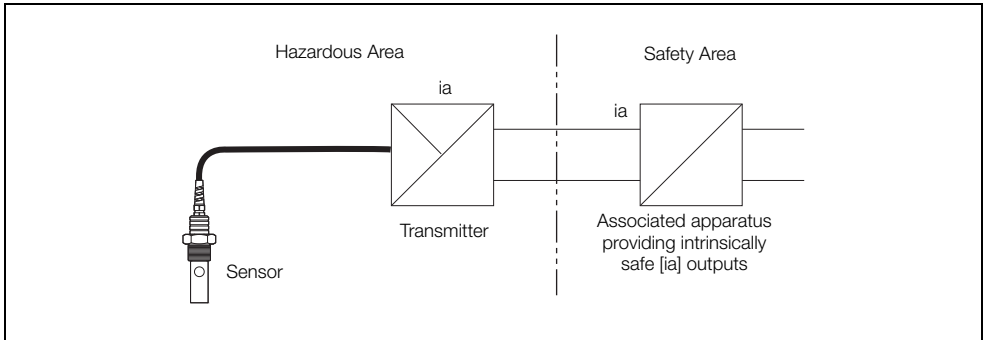 Hazardous Area
Safety Area
ia
ia
Transmitter
Associated apparatus
providing intrinsically
safe [ia] outputs
Sensor